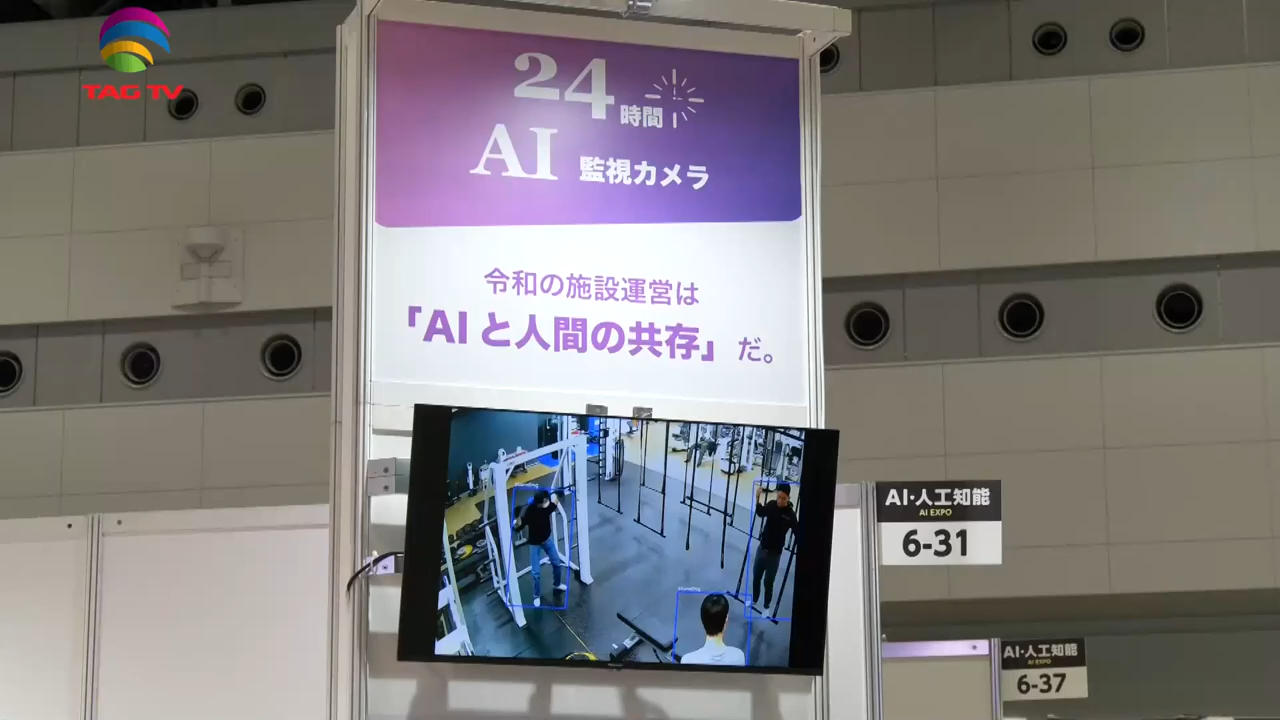 TAG TV
24時間
AI 監視カメラ
令和の施設運営は
「AIと人間の共存」だ。
AI・人工知能
AI EXPO
6-31
AI・人工知能
AI EXPO
6-37